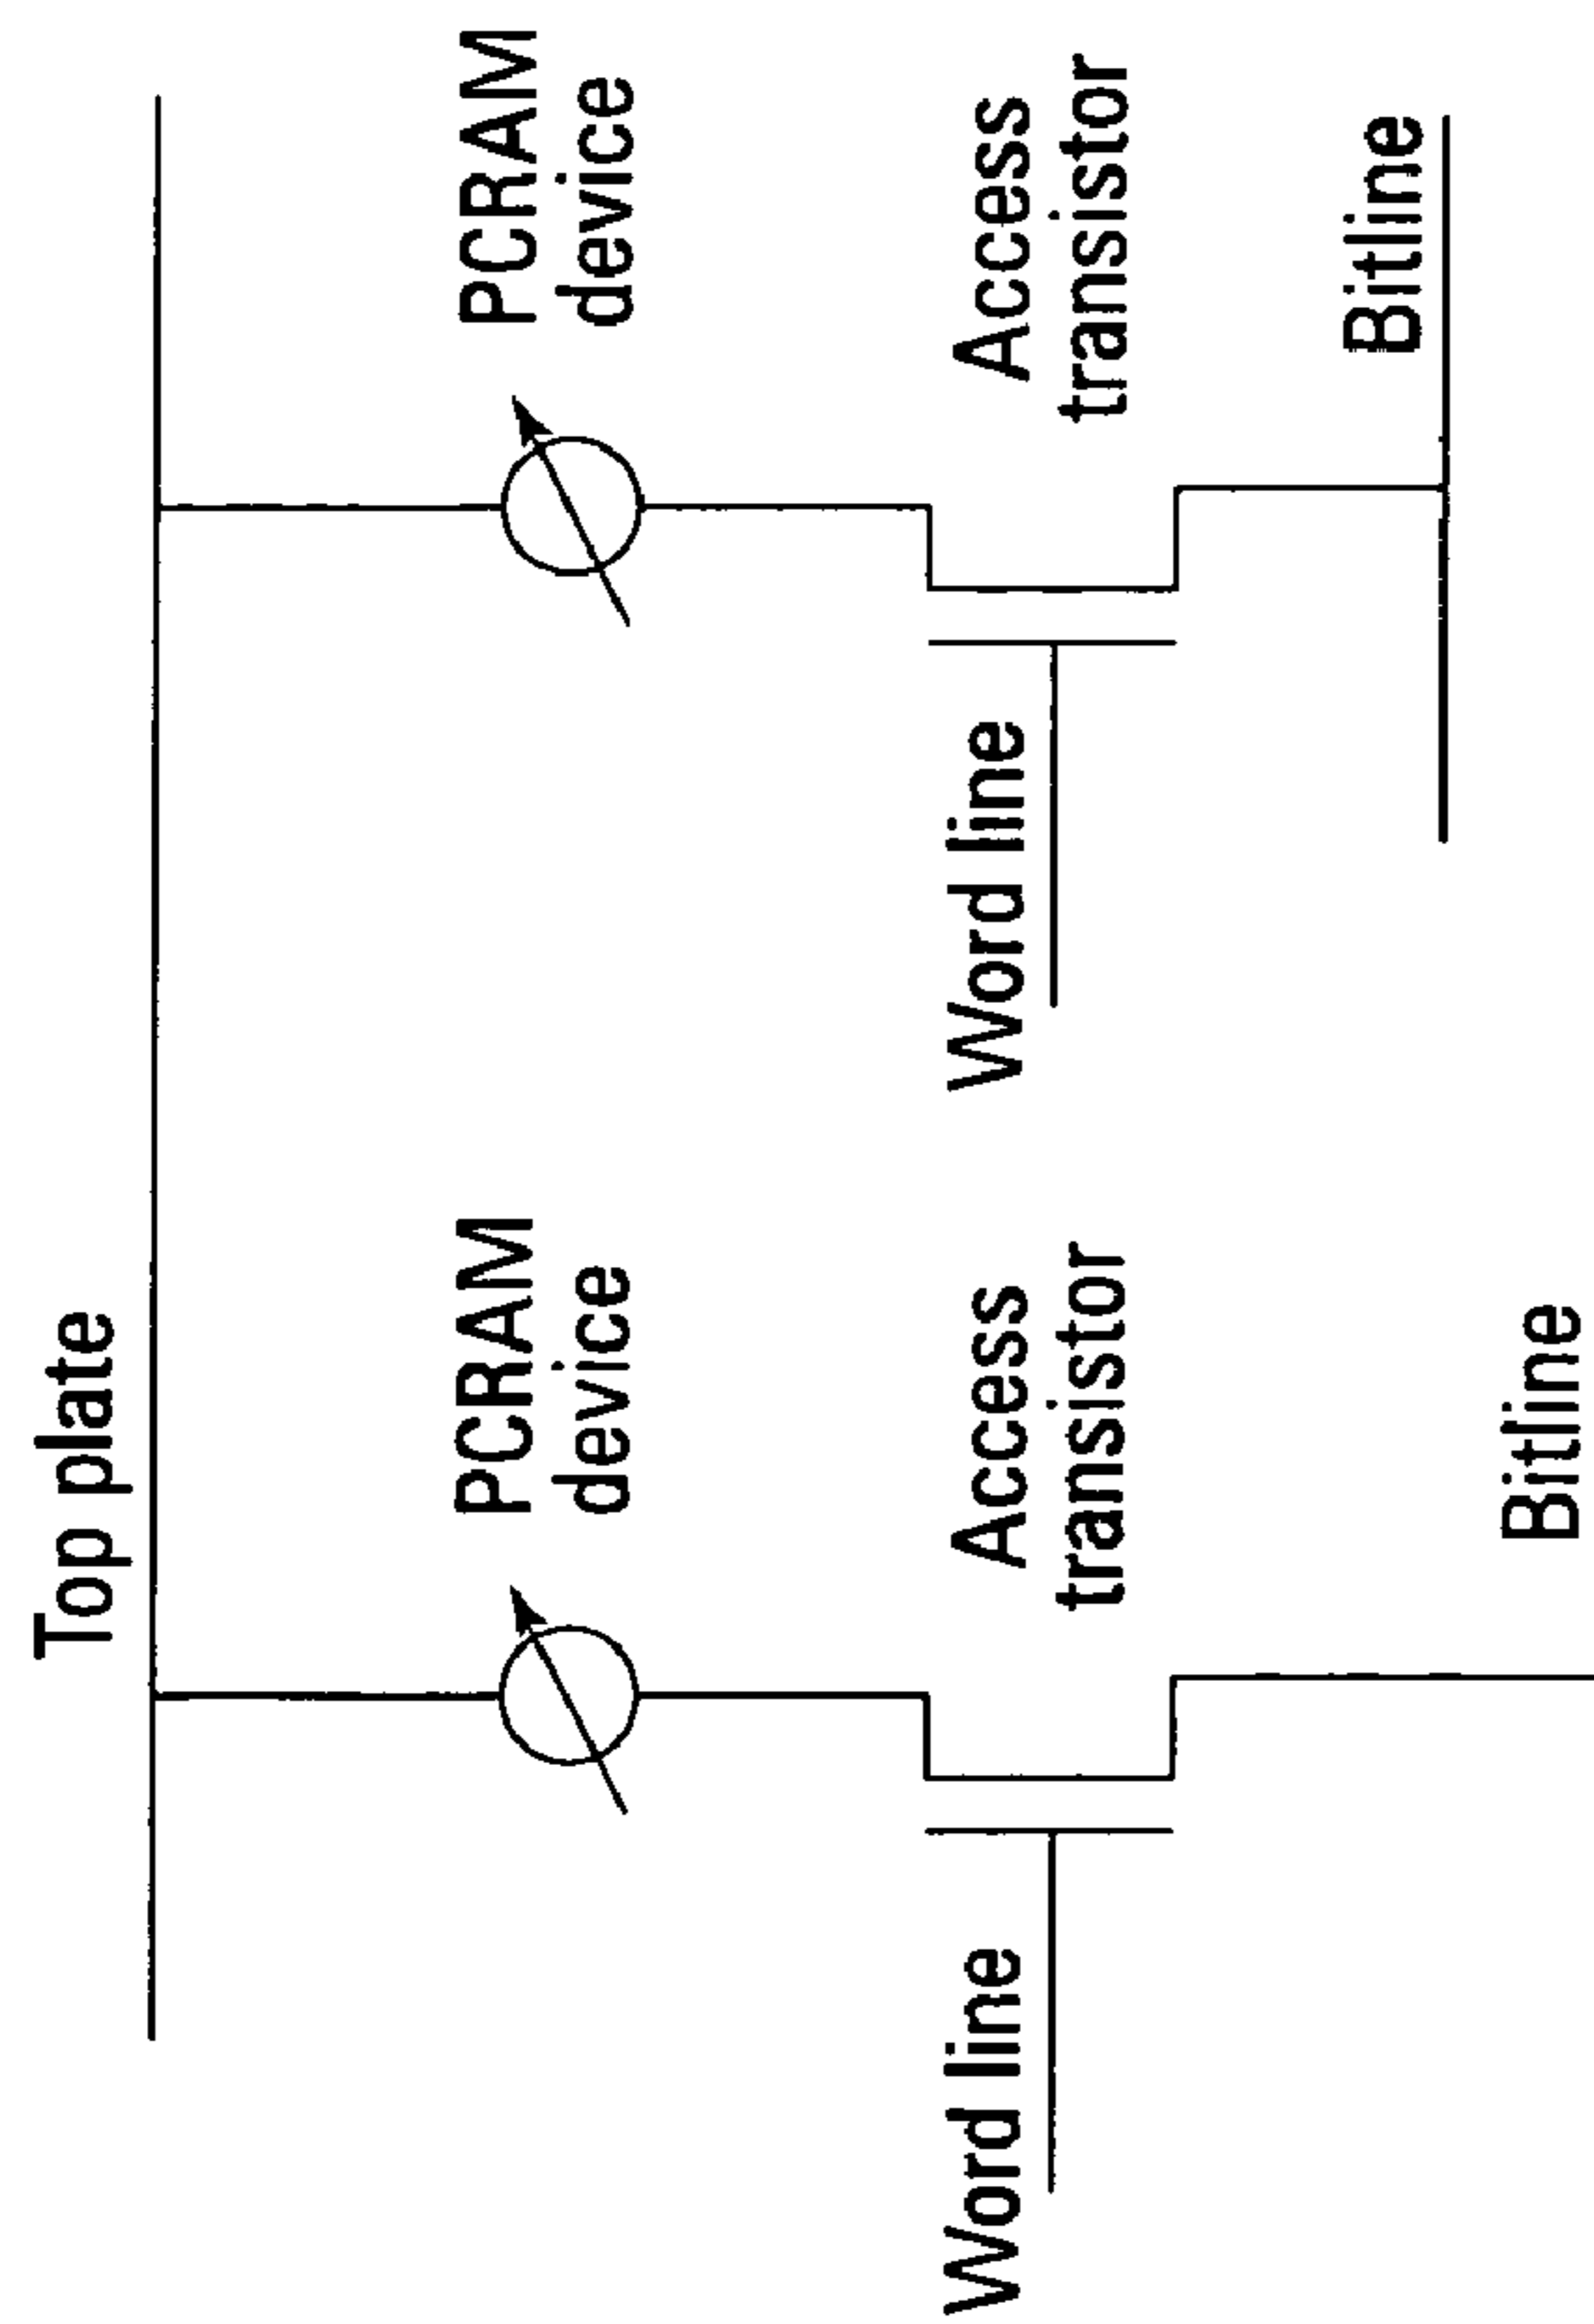 Top plate
PCRAM
device
PCRAM
device
Word line
Access
transistor
Word line
Access
transistor
Bitline
Bitline